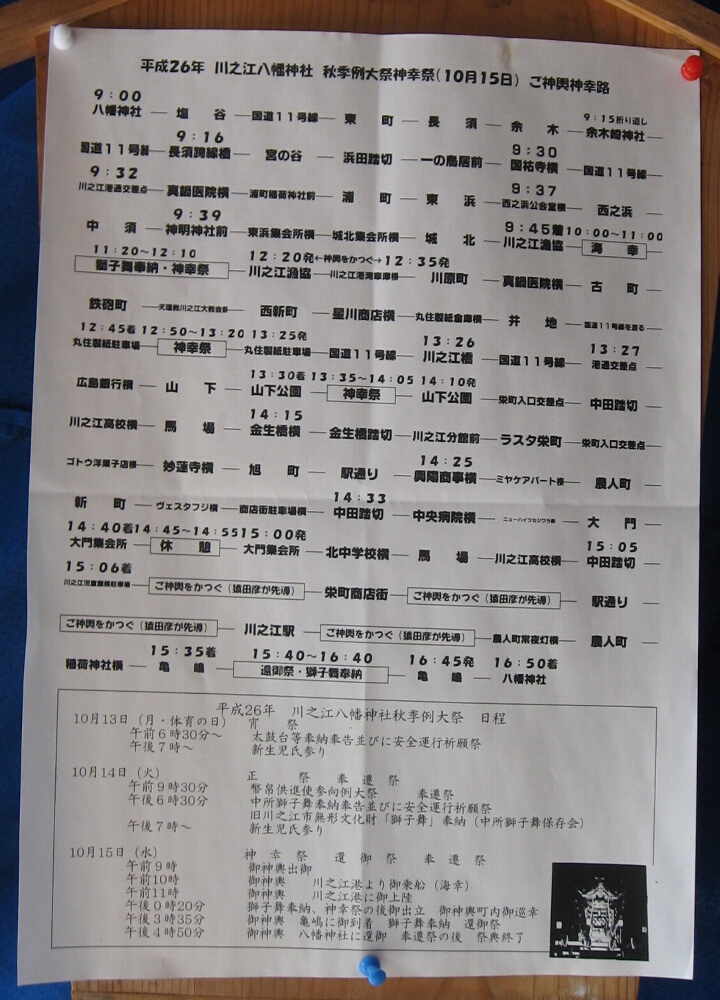 平成26年 川之江八幡神社 秋季例大祭神幸祭(10月15日) ご神輿神幸路
9:00 9:15折り返し
八幡神社 ― 塩谷 ― 国道11号線 ― 東町 ― 長須 ― 余木 ― 余木崎神社 ―
9:16 9:30
国道11号線 ― 長須跨線橋 ― 宮の谷 ― 浜田踏切 ― 一の鳥居前 ― 国祐寺横 ― 国道11号線 ―
9:32 9:37
川之江港通交差点 ― 真鍋医院横 ― 浦町稲荷神社前 ― 浦町 ― 東浜 ― 西之浜公会堂横 ― 西之浜 ―
9:39 9:45着 10:00~11:00
中須 ― 神明神社前 ― 東浜集会所横 ― 城北集会所横 ― 城北 ― 川之江漁協 ― 海幸 ―
11:20~12:10 12:20発 ←神輿をかつぐ→ 12:35発
獅子舞奉納・神幸祭 ― 川之江漁協 ― 川之江港湾車庫横 ― 川原町 ― 真鍋医院横 ― 古町 ―
鉄砲町 ― 天理教川之江大教会前 ― 西新町 ― 星川商店横 ― 丸住製紙倉庫横 ― 井地 ― 国道11号線を渡る ―
12:45着 12:50~13:20 13:25発 13:26 13:27
丸住製紙駐車場 ― 神幸祭 ― 丸住製紙駐車場 ― 国道11号線 ― 川之江橋 ― 国道11号線 ― 港通交差点 ―
13:30着 13:35~14:05 14:10発
広島銀行横 ― 山下 ― 山下公園 ― 神幸祭 ― 山下公園 ― 栄町入口交差点 ― 中田踏切 ―
14:15
川之江高校横 ― 馬場 ― 金生橋横 ― 金生橋踏切 ― 川之江分館前 ― ラスタ栄町 ― 栄町入口交差点 ―
14:25
ゴトウ洋菓子店横 ― 妙蓮寺横 ― 旭町 ― 駅通り ― 興陽商事横 ― ミヤケアパート横 ― 農人町 ―
14:33
新町 ― ヴェスタフジ横 ― 商店街駐車場横 ― 中田踏切 ― 中央病院横 ― ニューハイツカジワラ前 ― 大門 ―
14:40着 14:45~14:55 15:00発 15:05
大門集会所 ― 休憩 ― 大門集会所 ― 北中学校横 ― 馬場 ― 川之江高校横 ― 中田踏切 ―
15:06着
川之江児童館横駐車場 ― ご神輿をかつぐ(猿田彦が先導) ― 栄町商店街 ― ご神輿をかつぐ(猿田彦が先導) ― 駅通り ―
ご神輿をかつぐ(猿田彦が先導) ― 川之江駅 ― ご神輿をかつぐ(猿田彦が先導) ― 農人町常夜灯横 ― 農人町 ―
15:35着 15:40~16:40 16:45発 16:50着
稲荷神社横 ― 亀嶋 ― 還御祭・獅子舞奉納 ― 亀嶋 ― 八幡神社
平成26年 川之江八幡神社秋季例大祭 日程
10月13日(月・体育の日) 宵祭
午前6時30分~ 太鼓台等奉納奉告並びに安全運行祈願祭
午後7時~ 新生児氏参り
10月14日(火) 正祭 奉遷祭
午前9時30分 幣帛供進使参向例大祭 奉遷祭
午後6時30分 中所獅子舞奉納奉告並びに安全運行祈願祭
旧川之江市無形文化財「獅子舞」奉納(中所獅子舞保存会)
午後7時~ 新生児氏参り
10月15日(水) 神幸祭 還御祭 奉遷祭
午前9時 御神輿出御
午前10時 御神輿 川之江港より御乗船(海幸)
午前11時 御神輿 川之江港に御上陸
午後0時20分 獅子舞奉納、神幸祭の後御出立 御神輿町内御巡幸
午後3時35分 御神輿 亀嶋に御到着 獅子舞奉納 還御祭
午後4時50分 御神輿 八幡神社に還御 奉遷祭の後 祭典終了